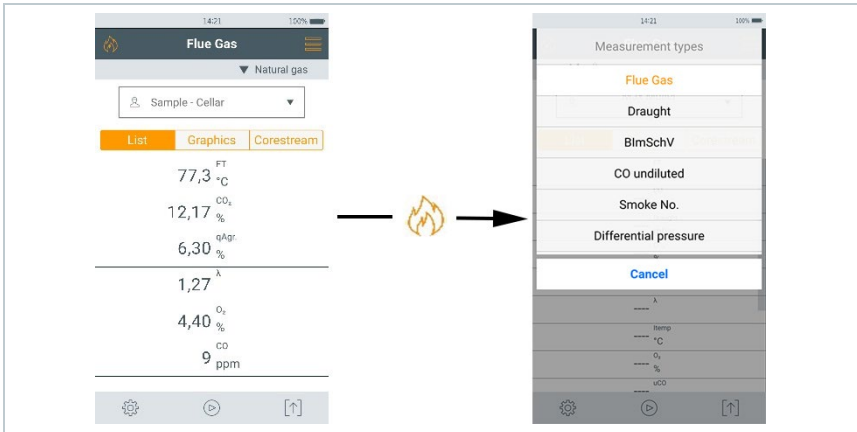 14:21 100%
Flue Gas
▼ Natural gas
Sample - Cellar ▼
List Graphics Corestream
77,3 FT °C
12,17 CO₂ %
6,30 qAgr. %
1,27 λ
4,40 O₂ %
9 CO ppm
14:21 100%
Measurement types
Flue Gas
Draught
BImSchV
CO undiluted
Smoke No.
Differential pressure
Cancel
---- λ
---- Itemp °C
---- O₂ %
---- uCO